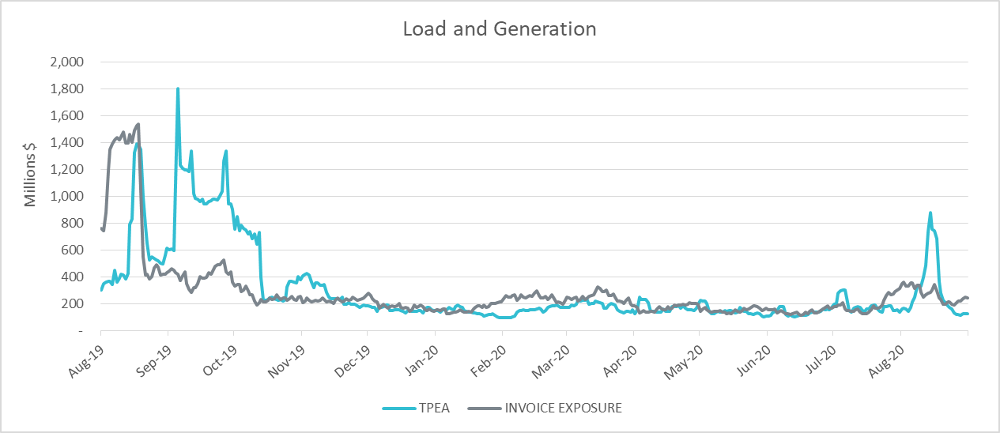 Load and Generation
Millions $
2,000
1,800
1,600
1,400
1,200
1,000
800
600
400
200
-
Aug-19
Sep-19
Oct-19
Nov-19
Dec-19
Jan-20
Feb-20
Mar-20
Apr-20
May-20
Jun-20
Jul-20
Aug-20
TPEA
INVOICE EXPOSURE